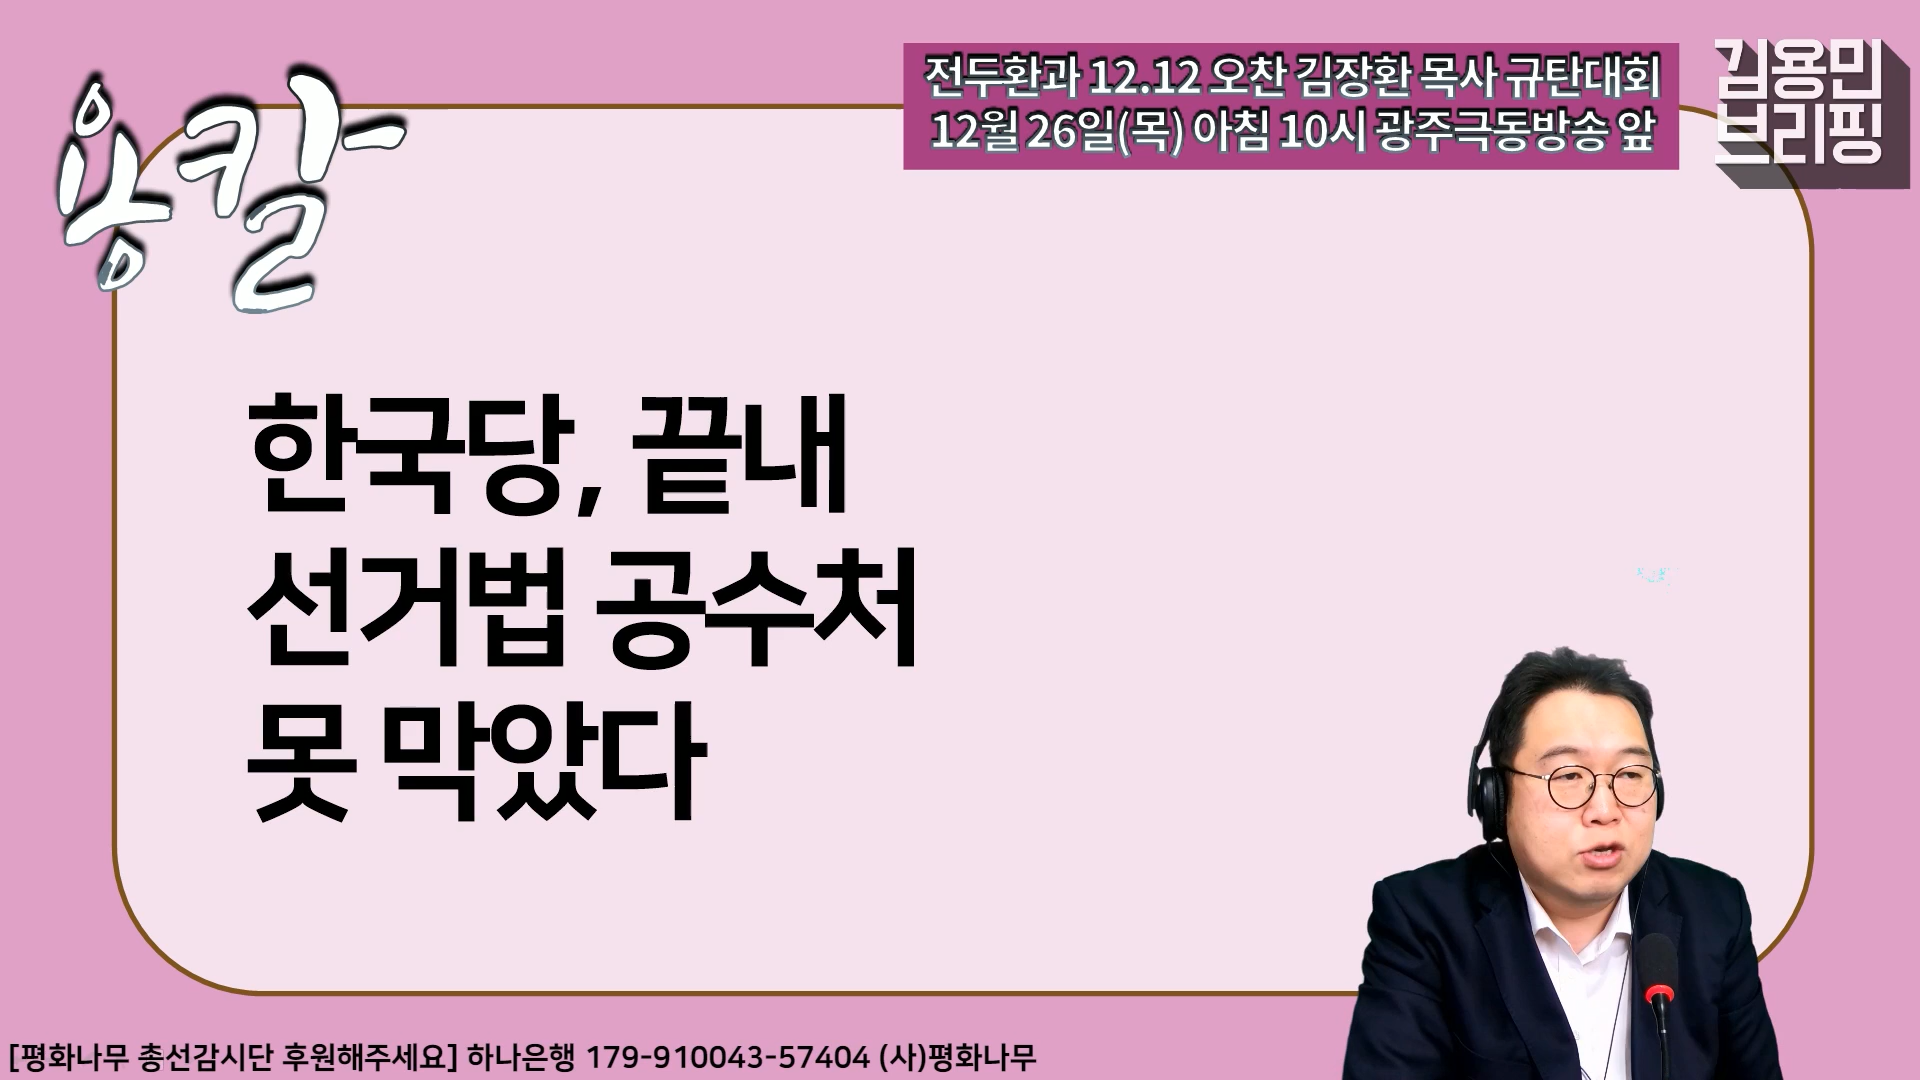 용칼
전두환과 12.12 오찬 김장환 목사 규탄대회
12월 26일(목) 아침 10시 광주극동방송 앞
김용민
브리핑
한국당, 끝내
선거법 공수처
못 막았다
[평화나무 총선감시단 후원해주세요] 하나은행 179-910043-57404 (사)평화나무